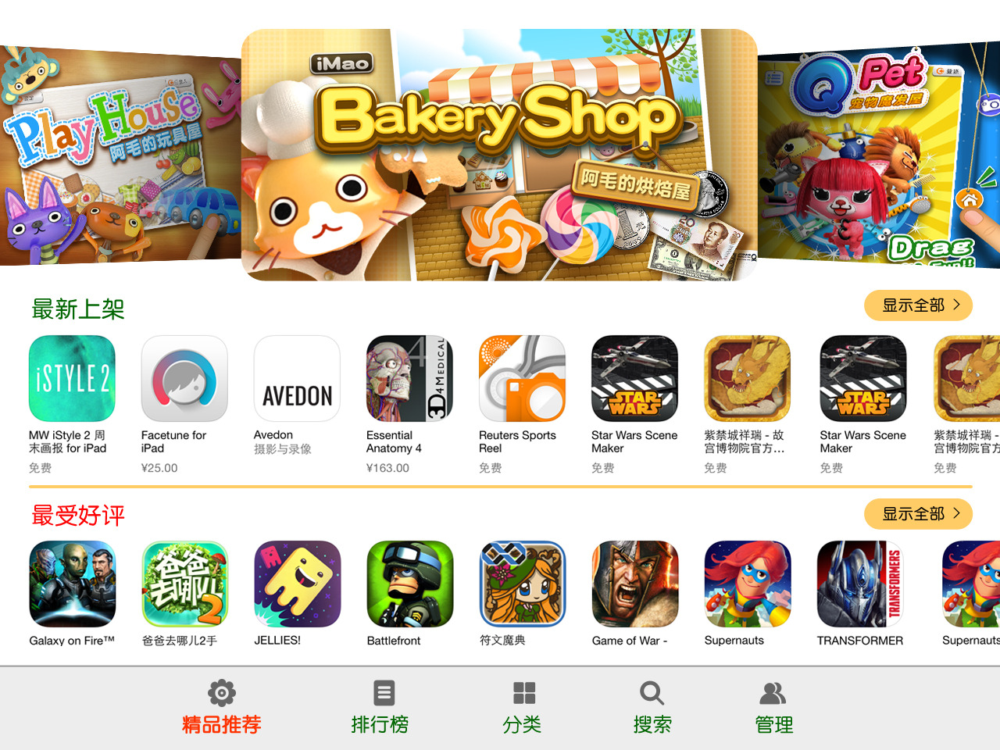 iMao
Bakery Shop
阿毛的烘焙屋
Play House
阿毛的玩具屋
Q Pet
宠物魔发屋
登录
Drag
20
最新上架
显示全部
iSTYLE 2
AVEDON
4
3D4MEDICAL
STAR WARS
STAR WARS
MW iStyle 2 周
末画报 for iPad
免费
Facetune for
iPad
¥25.00
Avedon
摄影与录像
Essential
Anatomy 4
¥163.00
Reuters Sports
Reel
免费
Star Wars Scene
Maker
免费
紫禁城祥瑞 - 故
宫博物院官方…
免费
Star Wars Scene
Maker
免费
紫禁城祥瑞 -
宫博物院官方
免费
最受好评
显示全部
爸爸去哪儿2
TRANSFORMERS
Galaxy on Fire™
爸爸去哪儿2手
JELLIES!
Battlefront
符文魔典
Game of War -
Supernauts
TRANSFORMER
Supernauts
精品推荐
排行榜
分类
搜索
管理